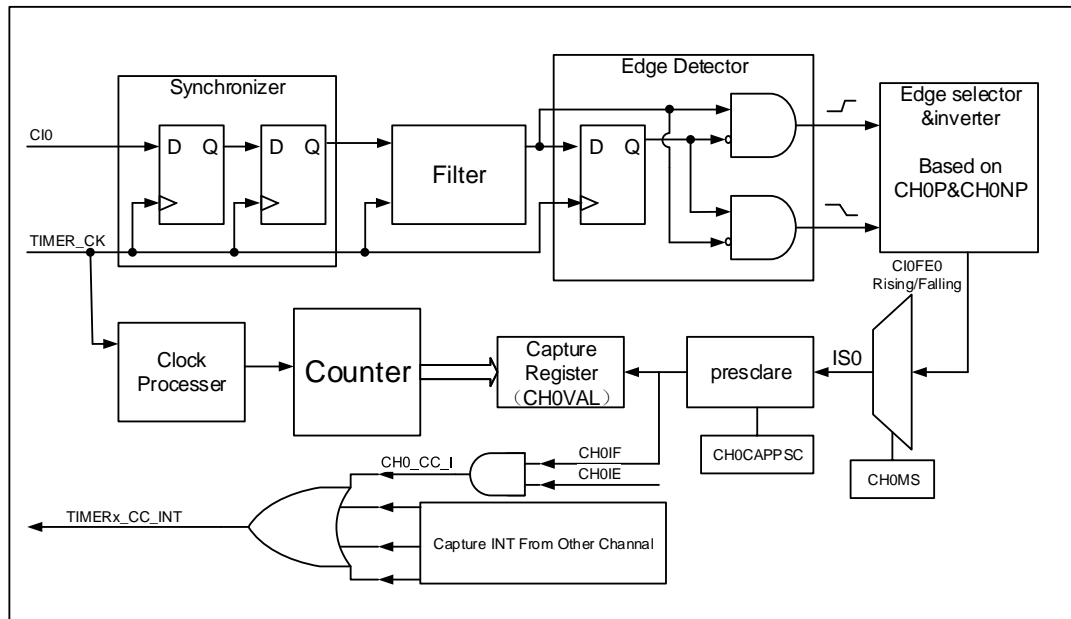 Synchronizer
Edge Detector
CI0
D Q
D Q
Filter
D Q
Edge selector
&inverter
Based on
CH0P&CH0NP
TIMER_CK
CI0FE0
Rising/Falling
Clock
Processer
Counter
Capture
Register
（CH0VAL）
presclare
IS0
CH0CAPPSC
CH0MS
CH0_CC_I
CH0IF
CH0IE
TIMERx_CC_INT
Capture INT From Other Channel